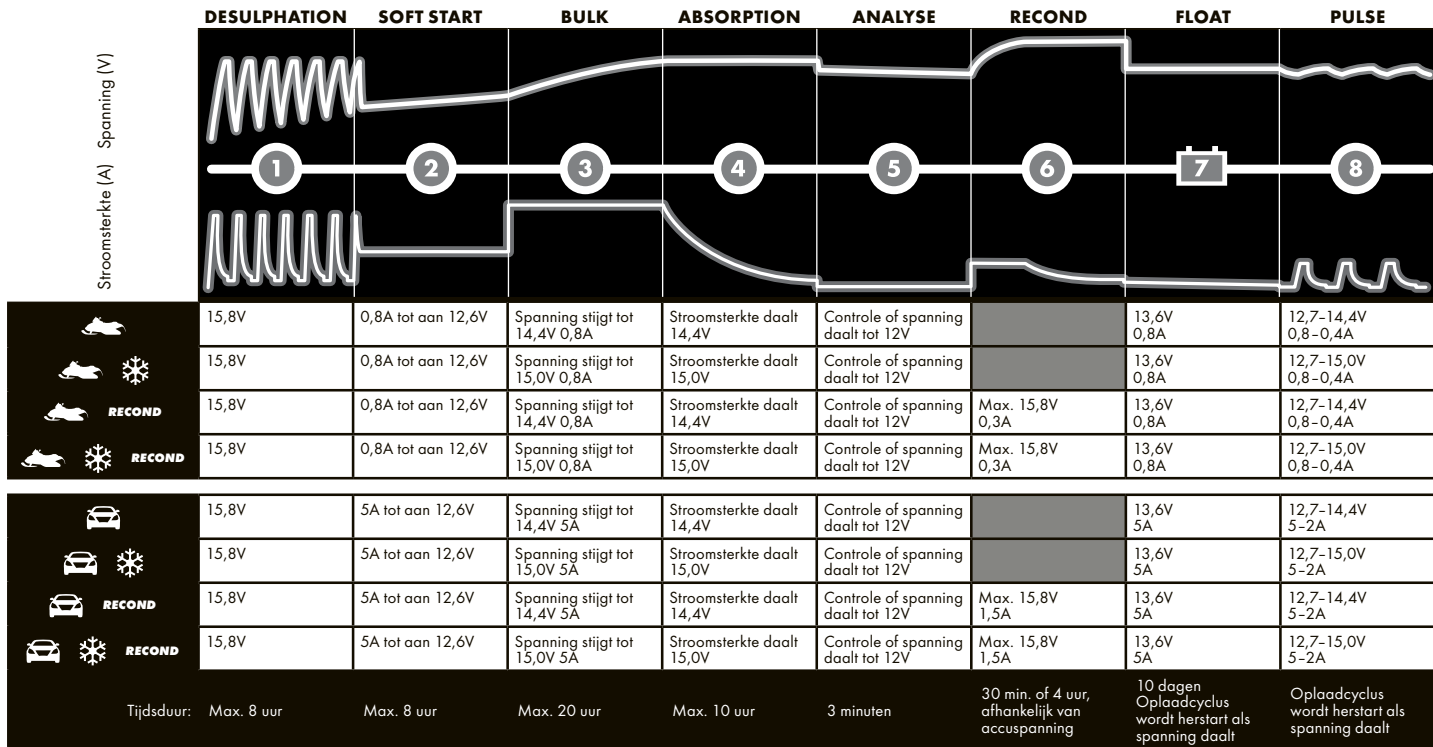 DESULPHATION SOFT START BULK ABSORPTION ANALYSE RECOND FLOAT PULSE
Spanning (V)
Stroomsterkte (A)
1 2 3 4 5 6 7 8
15,8V 0,8A tot aan 12,6V Spanning stijgt tot Stroomsterkte daalt Controle of spanning 13,6V 12,7–14,4V
14,4V 0,8A 14,4V daalt tot 12V 0,8A 0,8–0,4A
15,8V 0,8A tot aan 12,6V Spanning stijgt tot Stroomsterkte daalt Controle of spanning 13,6V 12,7–15,0V
15,0V 0,8A 15,0V daalt tot 12V 0,8A 0,8–0,4A
RECOND 15,8V 0,8A tot aan 12,6V Spanning stijgt tot Stroomsterkte daalt Controle of spanning Max. 15,8V 13,6V 12,7–14,4V
14,4V 0,8A 14,4V daalt tot 12V 0,3A 0,8A 0,8–0,4A
RECOND 15,8V 0,8A tot aan 12,6V Spanning stijgt tot Stroomsterkte daalt Controle of spanning Max. 15,8V 13,6V 12,7–15,0V
15,0V 0,8A 15,0V daalt tot 12V 0,3A 0,8A 0,8–0,4A
15,8V 5A tot aan 12,6V Spanning stijgt tot Stroomsterkte daalt Controle of spanning 13,6V 12,7–14,4V
14,4V 5A 14,4V daalt tot 12V 5A 5–2A
15,8V 5A tot aan 12,6V Spanning stijgt tot Stroomsterkte daalt Controle of spanning 13,6V 12,7–15,0V
15,0V 5A 15,0V daalt tot 12V 5A 5–2A
RECOND 15,8V 5A tot aan 12,6V Spanning stijgt tot Stroomsterkte daalt Controle of spanning Max. 15,8V 13,6V 12,7–14,4V
14,4V 5A 14,4V daalt tot 12V 1,5A 5A 5–2A
RECOND 15,8V 5A tot aan 12,6V Spanning stijgt tot Stroomsterkte daalt Controle of spanning Max. 15,8V 13,6V 12,7–15,0V
15,0V 5A 15,0V daalt tot 12V 1,5A 5A 5–2A
Tijdsduur: Max. 8 uur Max. 8 uur Max. 20 uur Max. 10 uur 3 minuten
30 min. of 4 uur,
afhankelijk van
accuspanning
10 dagen
Oplaadcyclus
wordt herstart als
spanning daalt
Oplaadcyclus
wordt herstart als
spanning daalt